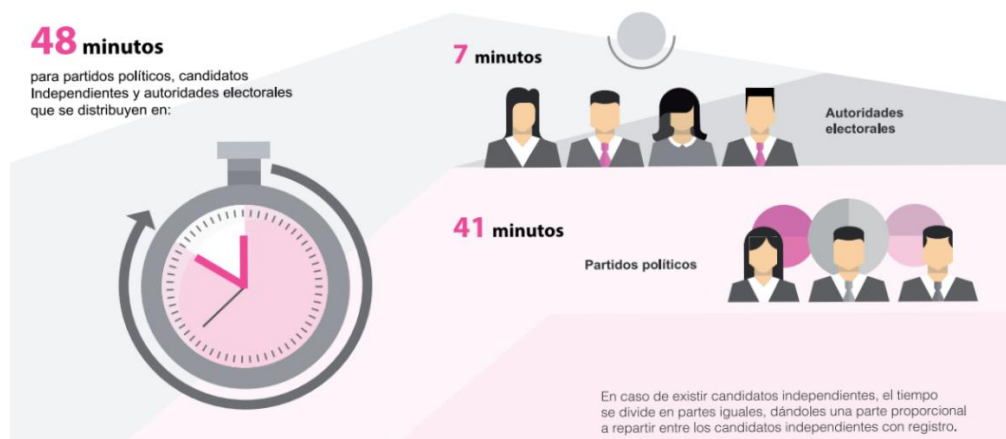 48 minutos
para partidos políticos, candidatos
Independientes y autoridades electorales
que se distribuyen en:
7 minutos
Autoridades
electorales
41 minutos
Partidos políticos
En caso de existir candidatos independientes, el tiempo
se divide en partes iguales, dándoles una parte proporcional
a repartir entre los candidatos independientes con registro.